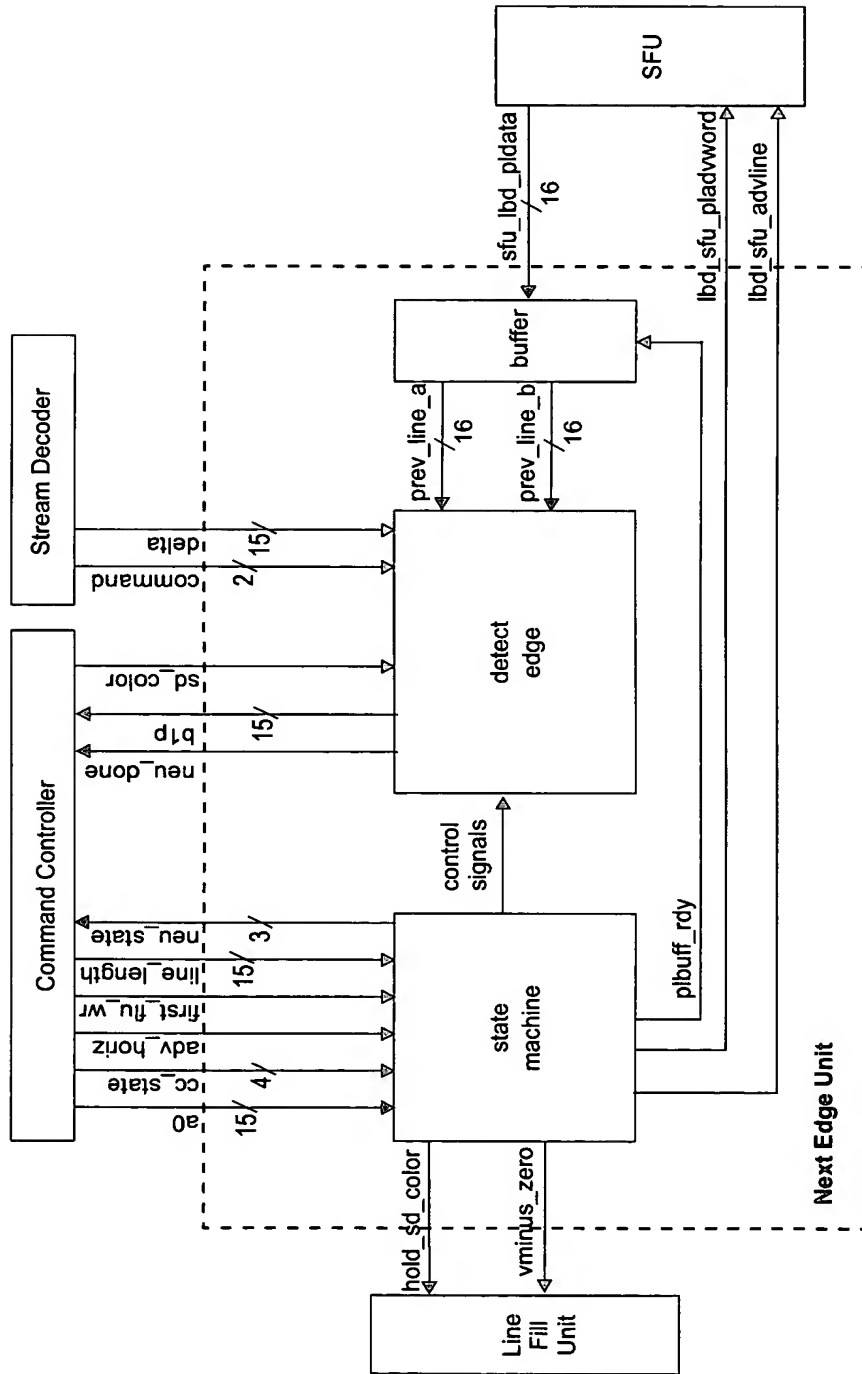 Command Controller
Stream Decoder
a0
15
cc_state
4
adv_horiz
first_flu_wr
line_length
15
neu_state
3
neu_done
b1p
15
sd_color
command
2
delta
15
hold_sd_color
vminus_zero
Line
Fill
Unit
state
machine
control
signals
detect
edge
prev_line_a
16
prev_line_b
16
buffer
sfu_lbd_pldata
16
SFU
plbuff_rdy
lbd_sfu_pladvword
lbd_sfu_advline
Next Edge Unit